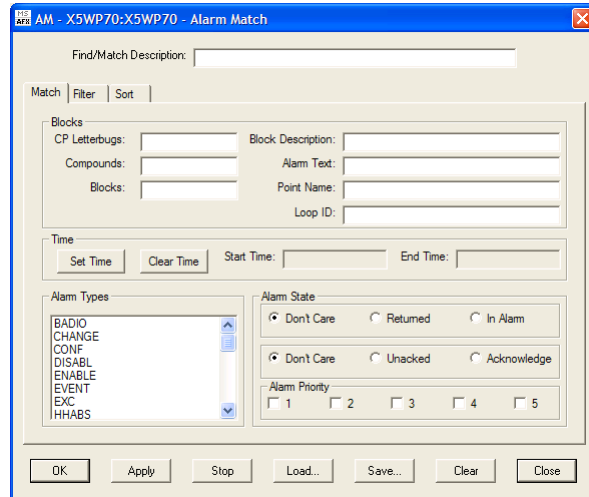 MS AFX AM - X5WP70:X5WP70 - Alarm Match
Find/Match Description:
Match Filter Sort
Blocks
CP Letterbugs: Block Description:
Compounds: Alarm Text:
Blocks: Point Name:
Loop ID:
Time
Set Time Clear Time Start Time: End Time:
Alarm Types Alarm State
BADIO
CHANGE
CONF
DISABL
ENABLE
EVENT
EXC
HHABS
Don't Care Returned In Alarm
Don't Care Unacked Acknowledge
Alarm Priority
1 2 3 4 5
OK Apply Stop Load... Save... Clear Close